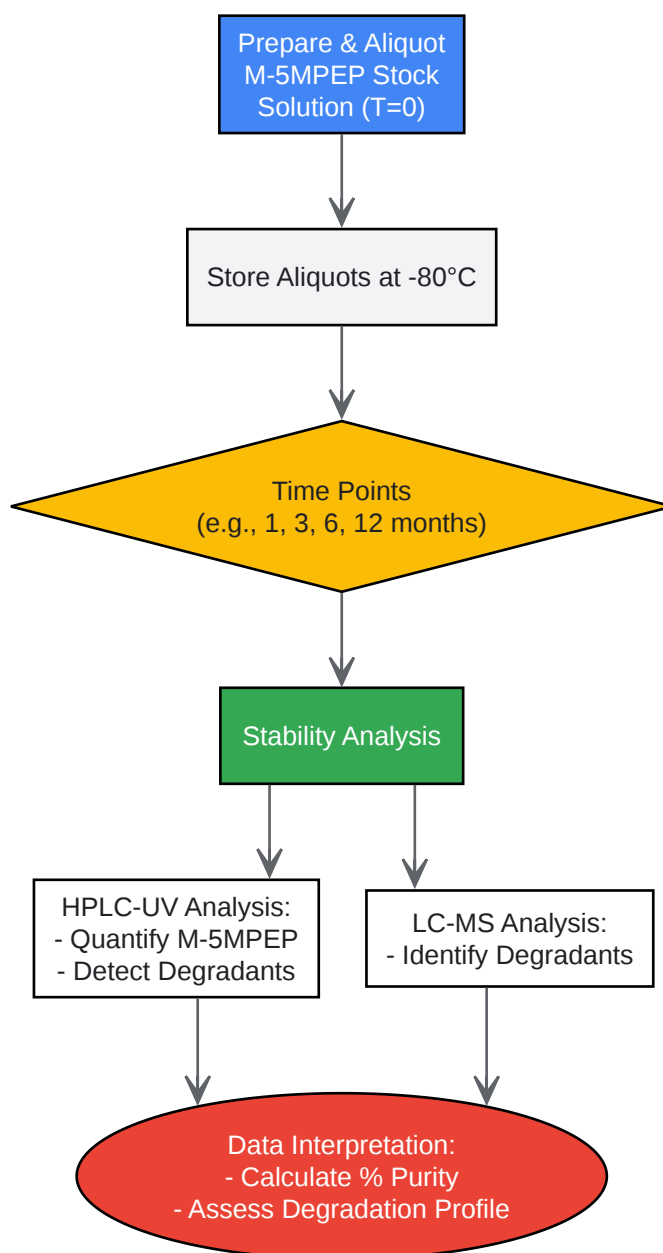 Prepare & Aliquot
M-5MPEP Stock
Solution (T=0)
Store Aliquots at -80°C
Time Points
(e.g., 1, 3, 6, 12 months)
Stability Analysis
HPLC-UV Analysis:
- Quantify M-5MPEP
- Detect Degradants
LC-MS Analysis:
- Identify Degradants
Data Interpretation:
- Calculate % Purity
- Assess Degradation Profile